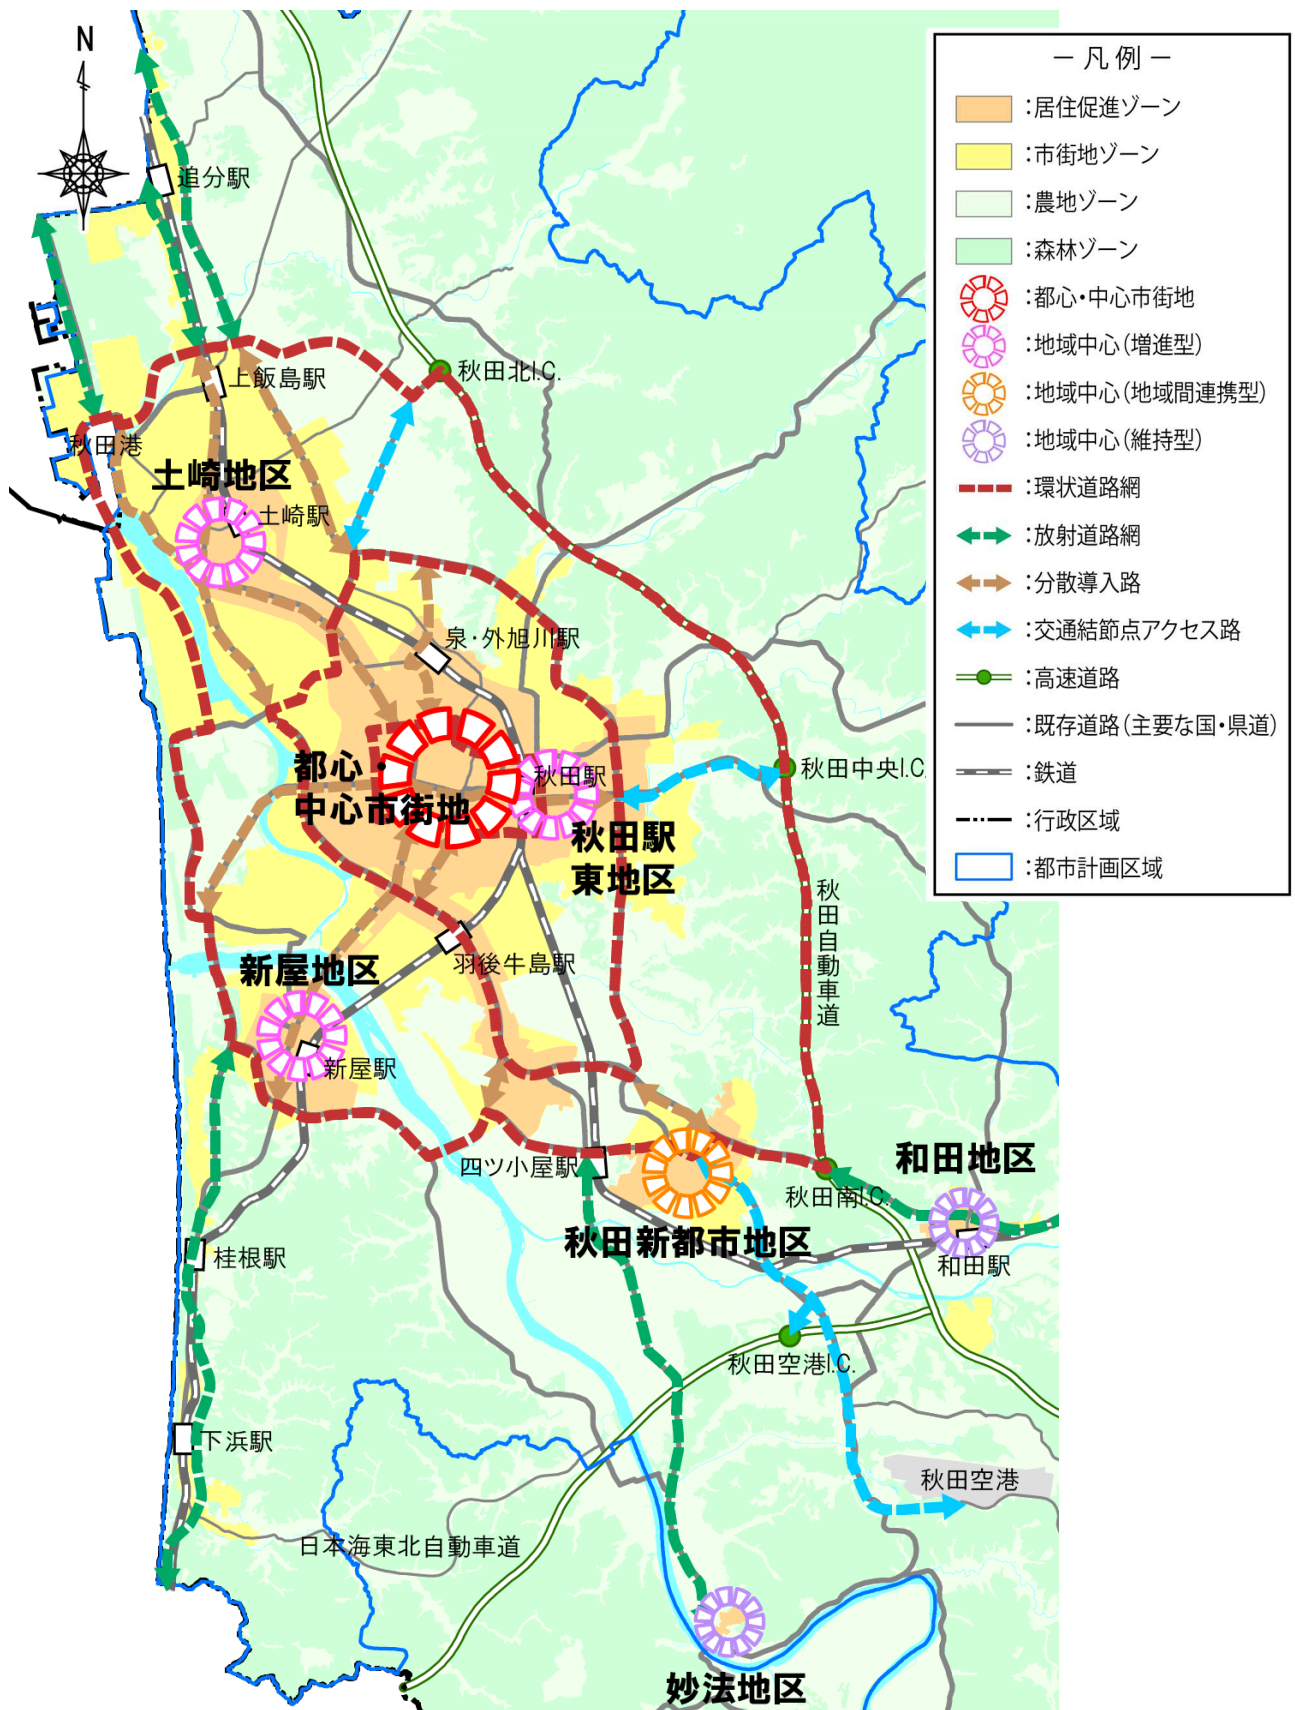 N
－凡例－
：居住促進ゾーン
：市街地ゾーン
：農地ゾーン
：森林ゾーン
：都心・中心市街地
：地域中心（増進型）
：地域中心（地域間連携型）
：地域中心（維持型）
：環状道路網
：放射道路網
：分散導入路
：交通結節点アクセス路
：高速道路
：既存道路（主要な国・県道）
：鉄道
：行政区域
：都市計画区域
追分駅
上飯島駅
秋田北I.C.
秋田港
土崎地区
土崎駅
泉・外旭川駅
都心・
中心市街地
秋田駅
秋田中央I.C.
秋田駅
東地区
秋田自動車道
新屋地区
羽後牛島駅
新屋駅
四ツ小屋駅
和田地区
秋田南I.C.
秋田新都市地区
桂根駅
和田駅
秋田空港I.C.
下浜駅
秋田空港
日本海東北自動車道
妙法地区